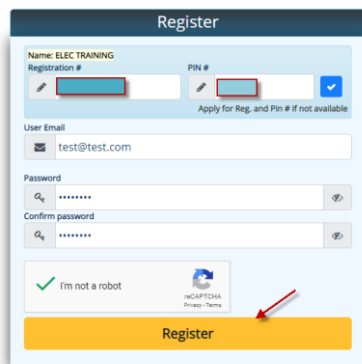 Register
Name: ELEC TRAINING
Registration # PIN #
Apply for Reg. and Pin # if not available
User Email
test@test.com
Password
••••••••
Confirm password
••••••••
I'm not a robot
reCAPTCHA
Privacy - Terms
Register